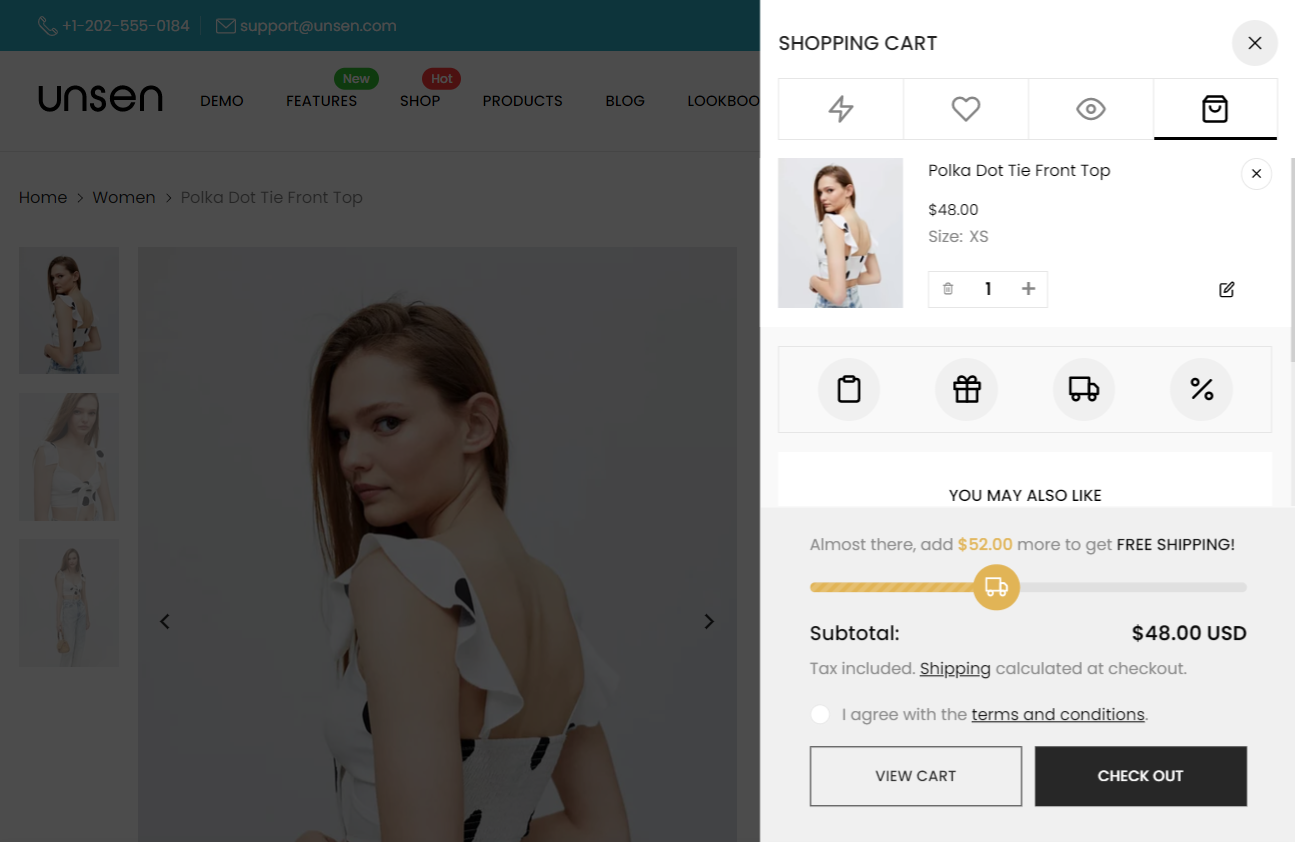 +1-202-555-0184
support@unsen.com
unsen
New
Hot
DEMO
FEATURES
SHOP
PRODUCTS
BLOG
LOOKBOO
Home > Women > Polka Dot Tie Front Top
SHOPPING CART
Polka Dot Tie Front Top
$48.00
Size: XS
1
YOU MAY ALSO LIKE
Almost there, add $52.00 more to get FREE SHIPPING!
Subtotal: $48.00 USD
Tax included. Shipping calculated at checkout.
I agree with the terms and conditions.
VIEW CART
CHECK OUT